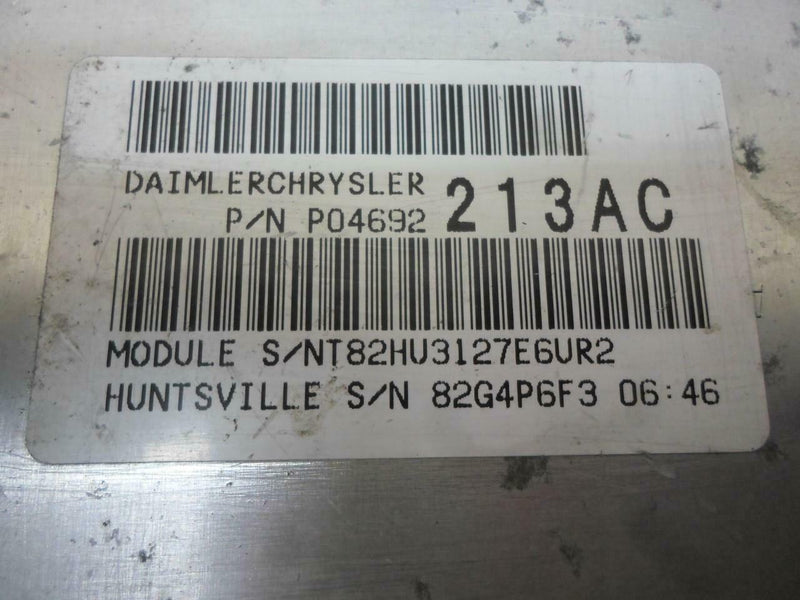 DAIMLERCHRYSLER
P/N P04692 213AC
MODULE S/NT82HU3127E6UR2
HUNTSVILLE S/N 82G4P6F3 06:46